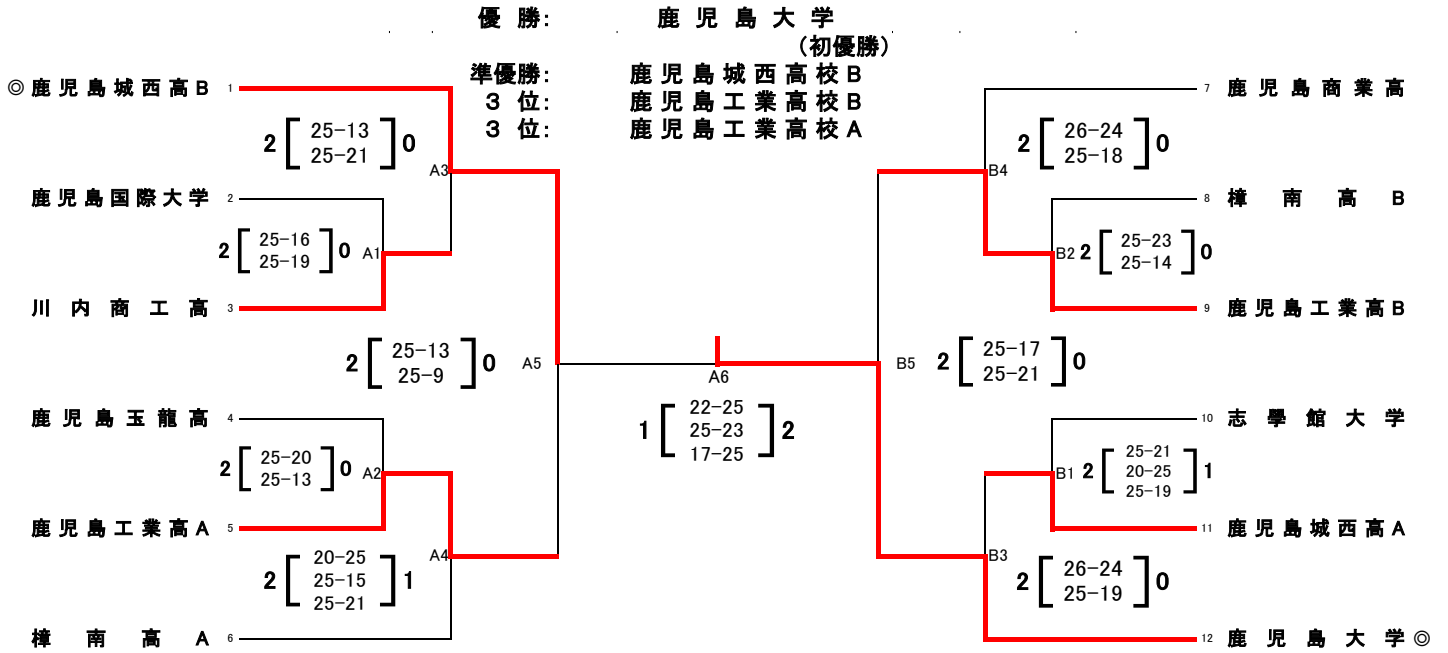 優勝: 鹿児島大学
(初優勝)
準優勝: 鹿児島城西高校B
3位: 鹿児島工業高校B
3位: 鹿児島工業高校A
◎鹿児島城西高B 1
2 [ 25-13 25-21 ] 0
A3
鹿児島国際大学 2
2 [ 25-16 25-19 ] 0 A1
川内商工高 3
2 [ 25-13 25-9 ] 0 A5
鹿児島玉龍高 4
2 [ 25-20 25-13 ] 0 A2
鹿児島工業高A 5
2 [ 20-25 25-15 25-21 ] 1 A4
樟南高A 6
A6
1 [ 22-25 25-23 17-25 ] 2
7 鹿児島商業高
2 [ 26-24 25-18 ] 0
B4
8 樟南高B
B2 2 [ 25-23 25-14 ] 0
9 鹿児島工業高B
B5 2 [ 25-17 25-21 ] 0
10 志學館大学
B1 2 [ 25-21 20-25 25-19 ] 1
11 鹿児島城西高A
B3
2 [ 26-24 25-19 ] 0
12 鹿児島大学◎